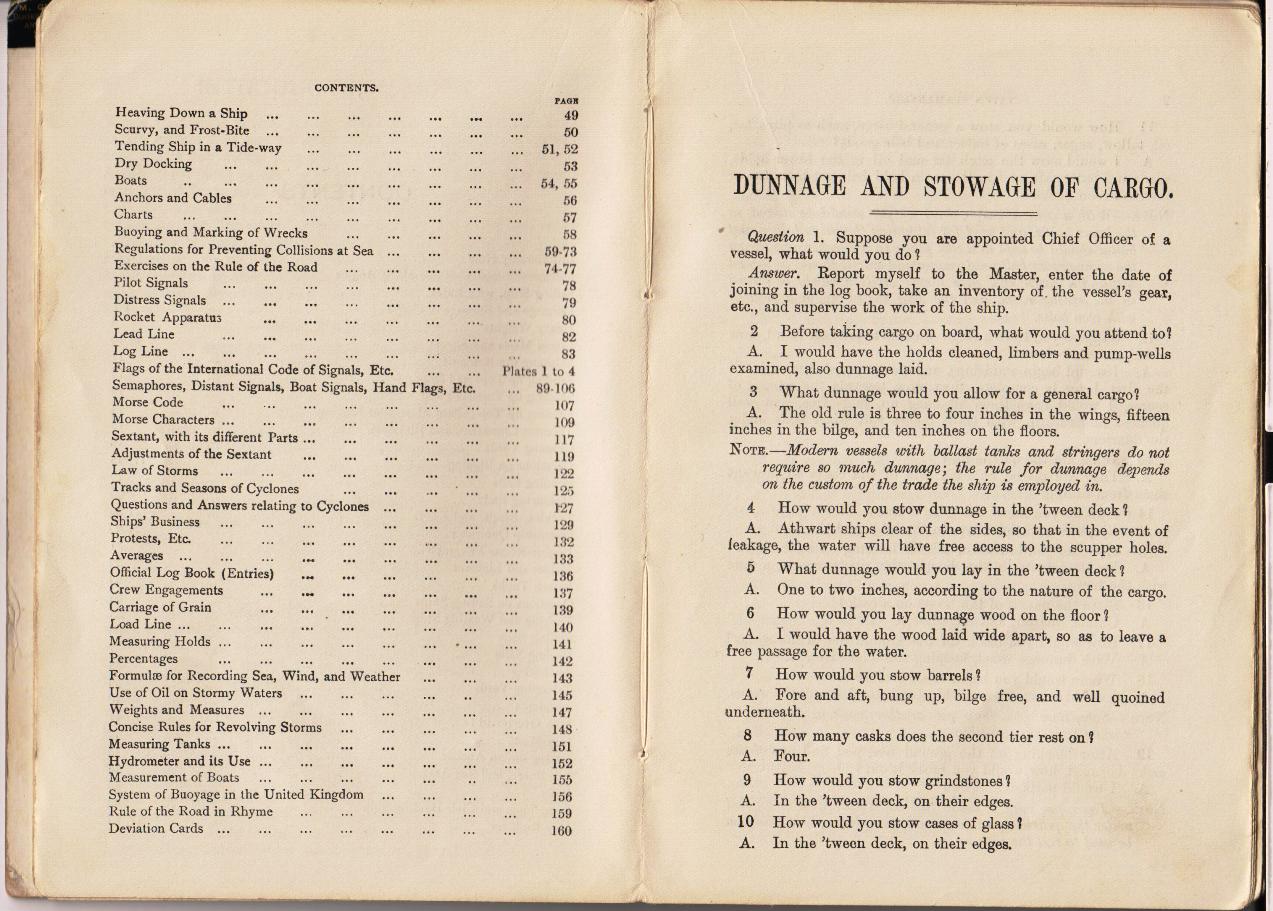 CONTENTS.
PAGE
Heaving Down a Ship ... ... ... ... ... ... ... 49
Scurvy, and Frost-Bite ... ... ... ... ... ... ... 50
Tending Ship in a Tide-way ... ... ... ... ... ... 51, 52
Dry Docking ... ... ... ... ... ... ... ... 53
Boats .. ... ... ... ... ... ... ... ... 54, 55
Anchors and Cables ... ... ... ... ... ... ... 56
Charts ... ... ... ... ... ... ... ... ... 57
Buoying and Marking of Wrecks ... ... ... ... ... 58
Regulations for Preventing Collisions at Sea ... ... ... ... 59-73
Exercises on the Rule of the Road ... ... ... ... ... 74-77
Pilot Signals ... ... ... ... ... ... ... ... 78
Distress Signals ... ... ... ... ... ... ... ... 79
Rocket Apparatus ... ... ... ... ... ... ... 80
Lead Line ... ... ... ... ... ... ... ... 82
Log Line ... ... ... ... ... ... ... ... ... 83
Flags of the International Code of Signals, Etc. ... ... Plates 1 to 4
Semaphores, Distant Signals, Boat Signals, Hand Flags, Etc. ... 89-106
Morse Code ... ... ... ... ... ... ... ... 107
Morse Characters ... ... ... ... ... ... ... ... 109
Sextant, with its different Parts ... ... ... ... ... ... 117
Adjustments of the Sextant ... ... ... ... ... ... 119
Law of Storms ... ... ... ... ... ... ... ... 122
Tracks and Seasons of Cyclones ... ... ... ... ... 125
Questions and Answers relating to Cyclones ... ... ... ... 127
Ships' Business ... ... ... ... ... ... ... ... 129
Protests, Etc. ... ... ... ... ... ... ... ... 132
Averages ... ... ... ... ... ... ... ... ... 133
Official Log Book (Entries) ... ... ... ... ... ... 136
Crew Engagements ... ... ... ... ... ... ... 137
Carriage of Grain ... ... ... ... ... ... ... 139
Load Line ... ... ... ... ... ... ... ... ... 140
Measuring Holds ... ... ... ... ... ... ... ... 141
Percentages ... ... ... ... ... ... ... ... 142
Formulæ for Recording Sea, Wind, and Weather ... ... ... 143
Use of Oil on Stormy Waters ... ... ... ... .. ... 145
Weights and Measures ... ... ... ... ... ... ... 147
Concise Rules for Revolving Storms ... ... ... ... ... 148
Measuring Tanks ... ... ... ... ... ... ... ... 151
Hydrometer and its Use ... ... ... ... ... ... ... 152
Measurement of Boats ... ... ... ... ... .. ... 155
System of Buoyage in the United Kingdom ... ... ... ... 156
Rule of the Road in Rhyme ... ... ... ... ... ... 159
Deviation Cards ... ... ... ... ... ... ... ... 160
DUNNAGE AND STOWAGE OF CARGO.
Question 1. Suppose you are appointed Chief Officer of a
vessel, what would you do?
Answer. Report myself to the Master, enter the date of
joining in the log book, take an inventory of the vessel's gear,
etc., and supervise the work of the ship.
2 Before taking cargo on board, what would you attend to?
A. I would have the holds cleaned, limbers and pump-wells
examined, also dunnage laid.
3 What dunnage would you allow for a general cargo?
A. The old rule is three to four inches in the wings, fifteen
inches in the bilge, and ten inches on the floors.
NOTE.—Modern vessels with ballast tanks and stringers do not
require so much dunnage; the rule for dunnage depends
on the custom of the trade the ship is employed in.
4 How would you stow dunnage in the 'tween deck?
A. Athwart ships clear of the sides, so that in the event of
leakage, the water will have free access to the scupper holes.
5 What dunnage would you lay in the 'tween deck?
A. One to two inches, according to the nature of the cargo.
6 How would you lay dunnage wood on the floor?
A. I would have the wood laid wide apart, so as to leave a
free passage for the water.
7 How would you stow barrels?
A. Fore and aft, bung up, bilge free, and well quoined
underneath.
8 How many casks does the second tier rest on?
A. Four.
9 How would you stow grindstones?
A. In the 'tween deck, on their edges.
10 How would you stow cases of glass?
A. In the 'tween deck, on their edges.